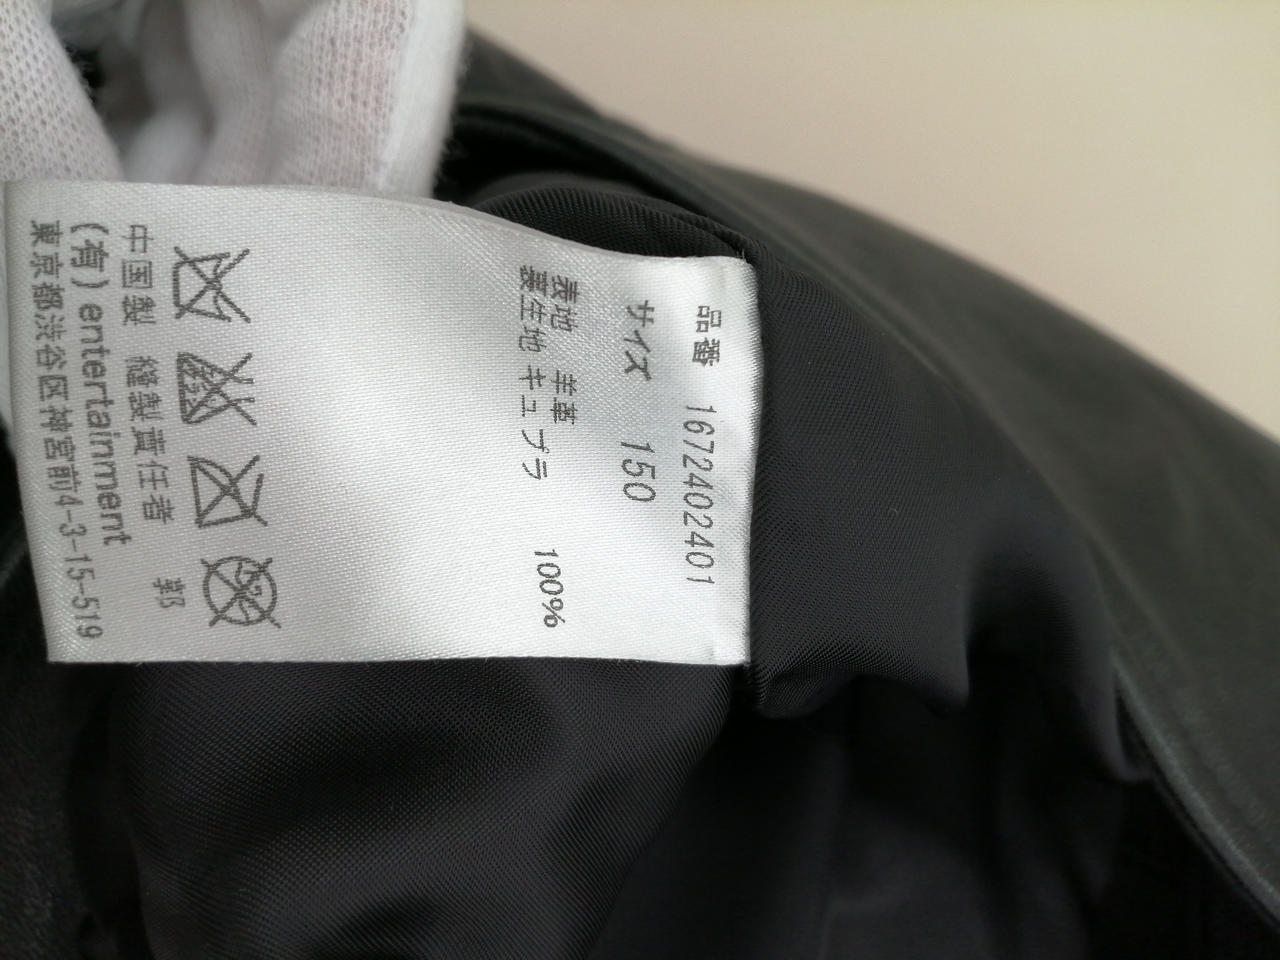 品番 1672402401
サイズ 150
表地 羊革
裏生地 キュプラ 100%
中国製 縫製責任者 郭
(有) entertainment
東京都渋谷区神宮前4-3-15-519